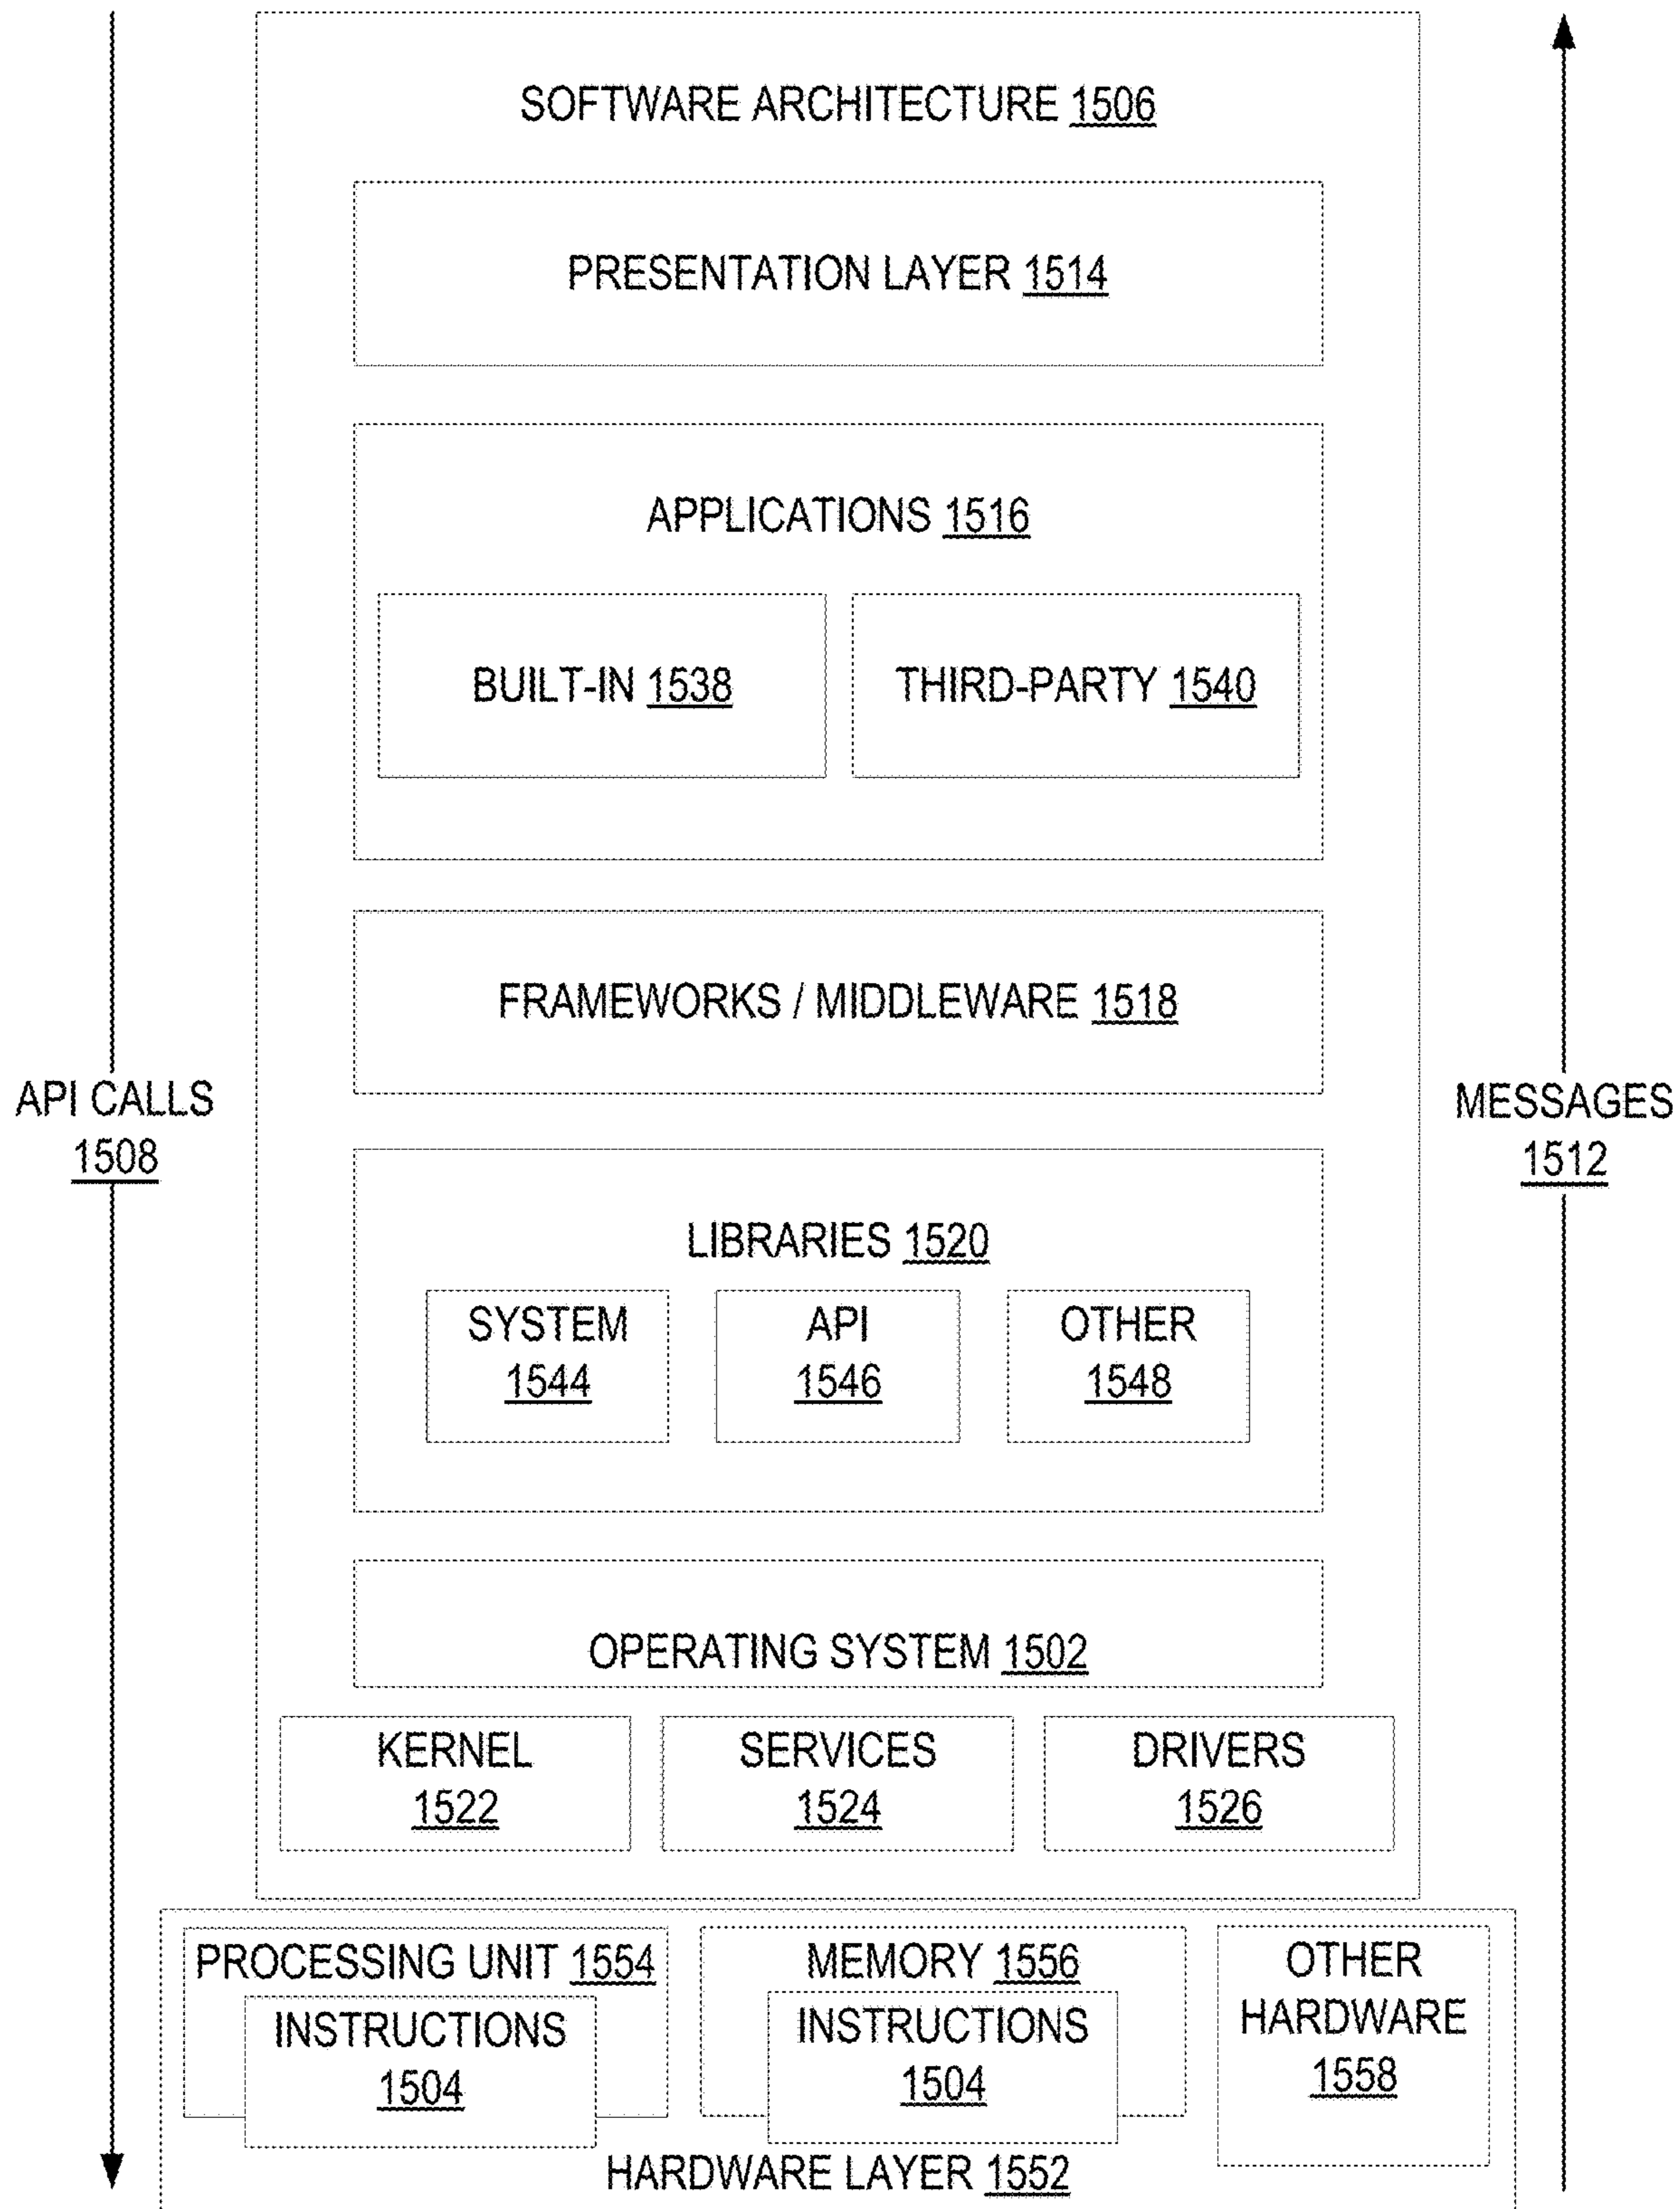 SOFTWARE ARCHITECTURE 1506
PRESENTATION LAYER 1514
APPLICATIONS 1516
BUILT-IN 1538
THIRD-PARTY 1540
FRAMEWORKS / MIDDLEWARE 1518
API CALLS
1508
MESSAGES
1512
LIBRARIES 1520
SYSTEM
1544
API
1546
OTHER
1548
OPERATING SYSTEM 1502
KERNEL
1522
SERVICES
1524
DRIVERS
1526
PROCESSING UNIT 1554
INSTRUCTIONS
1504
MEMORY 1556
INSTRUCTIONS
1504
OTHER
HARDWARE
1558
HARDWARE LAYER 1552